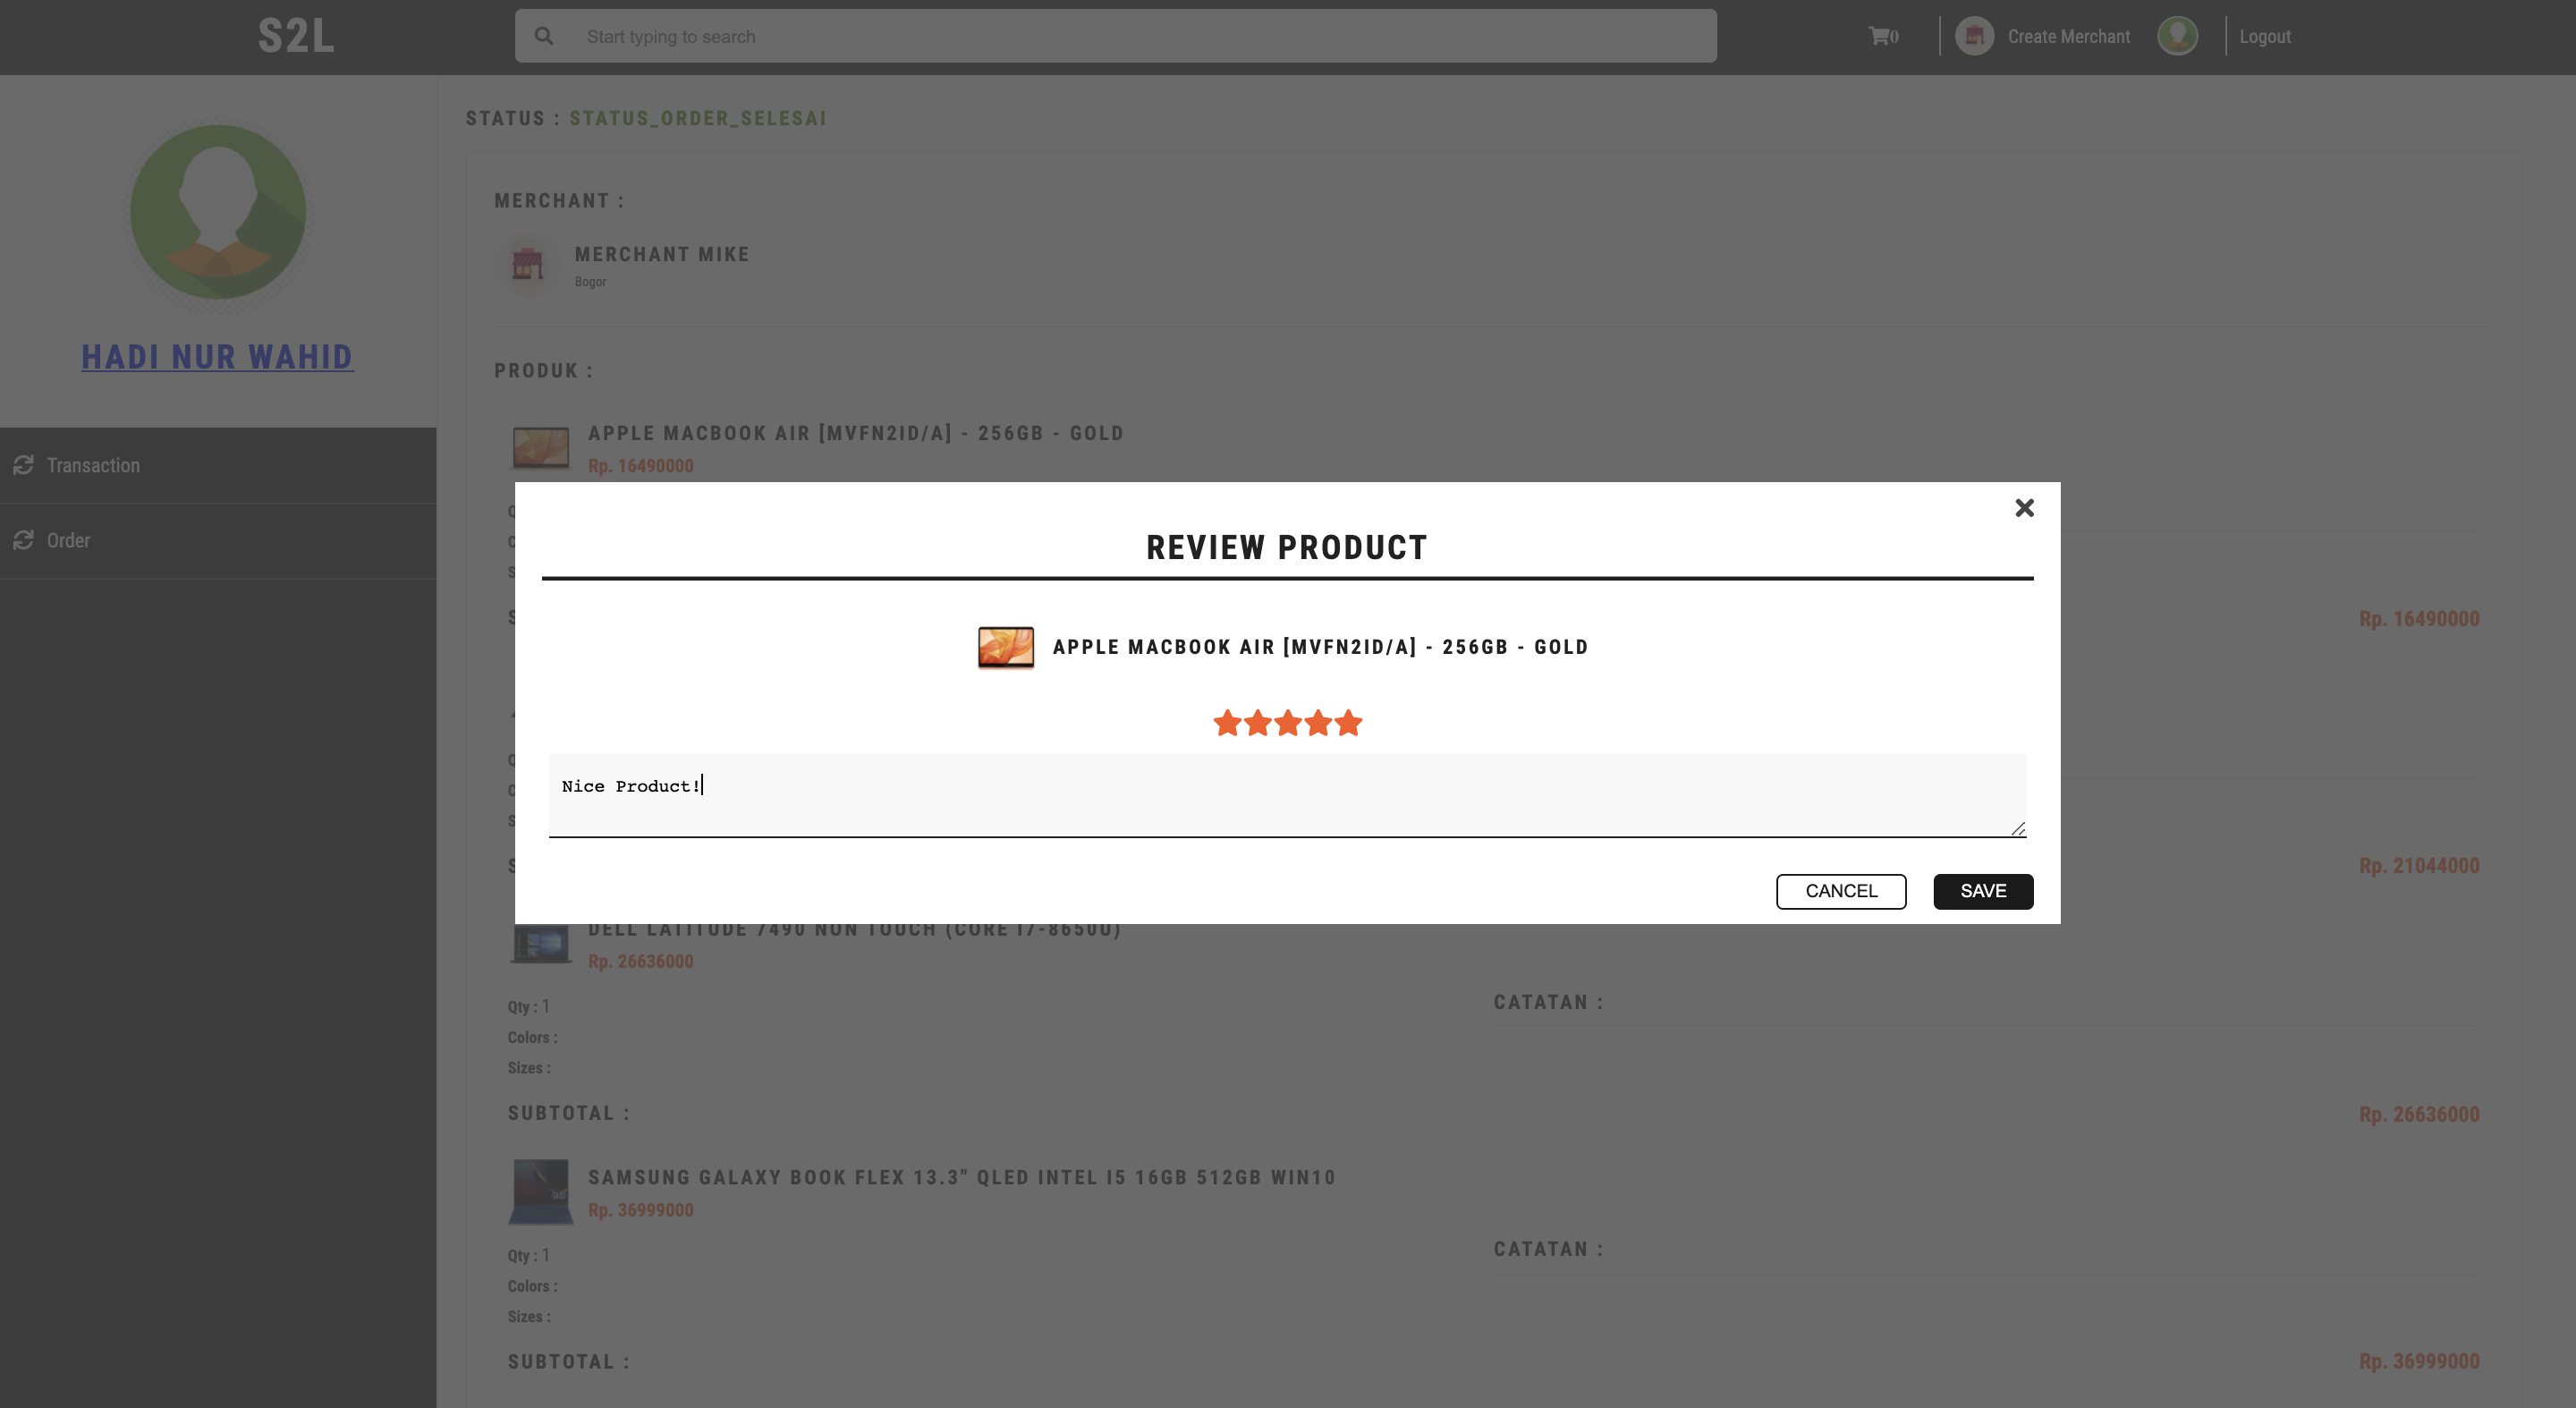 S2L
Start typing to search
0
Create Merchant
Logout
HADI NUR WAHID
Transaction
Order
STATUS : STATUS_ORDER_SELESAI
MERCHANT :
MERCHANT MIKE
Bogor
PRODUK :
APPLE MACBOOK AIR [MVFN2ID/A] - 256GB - GOLD
Rp. 16490000
Rp. 16490000
Rp. 21044000
REVIEW PRODUCT
APPLE MACBOOK AIR [MVFN2ID/A] - 256GB - GOLD
Nice Product!
CANCEL
SAVE
DELL LATITUDE 7490 NON TOUCH (CORE I7-8650U)
Rp. 26636000
Qty : 1
Colors :
Sizes :
CATATAN :
SUBTOTAL :
Rp. 26636000
SAMSUNG GALAXY BOOK FLEX 13.3" QLED INTEL I5 16GB 512GB WIN10
Rp. 36999000
Qty : 1
Colors :
Sizes :
CATATAN :
SUBTOTAL :
Rp. 36999000